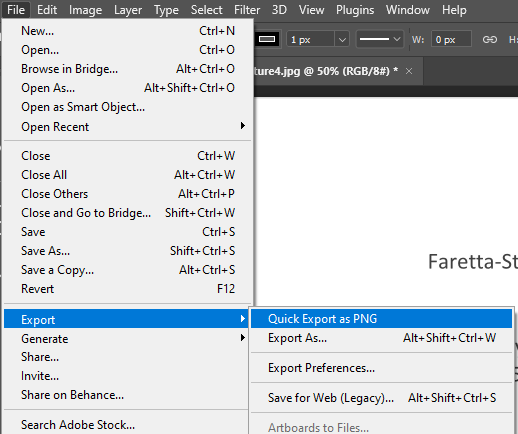 File Edit Image Layer Type Select Filter 3D View Plugins Window Help
1 px W: 0 px H:
ture4.jpg @ 50% (RGB/8#) * ×
New... Ctrl+N
Open... Ctrl+O
Browse in Bridge... Alt+Ctrl+O
Open As... Alt+Shift+Ctrl+O
Open as Smart Object...
Open Recent
Close Ctrl+W
Close All Alt+Ctrl+W
Close Others Alt+Ctrl+P
Close and Go to Bridge... Shift+Ctrl+W
Save Ctrl+S
Save As... Shift+Ctrl+S
Save a Copy... Alt+Ctrl+S
Revert F12
Faretta-St
Export
Generate
Share...
Invite...
Share on Behance...
Search Adobe Stock...
Quick Export as PNG
Export As... Alt+Shift+Ctrl+W
Export Preferences...
Save for Web (Legacy)... Alt+Shift+Ctrl+S
Artboards to Files...